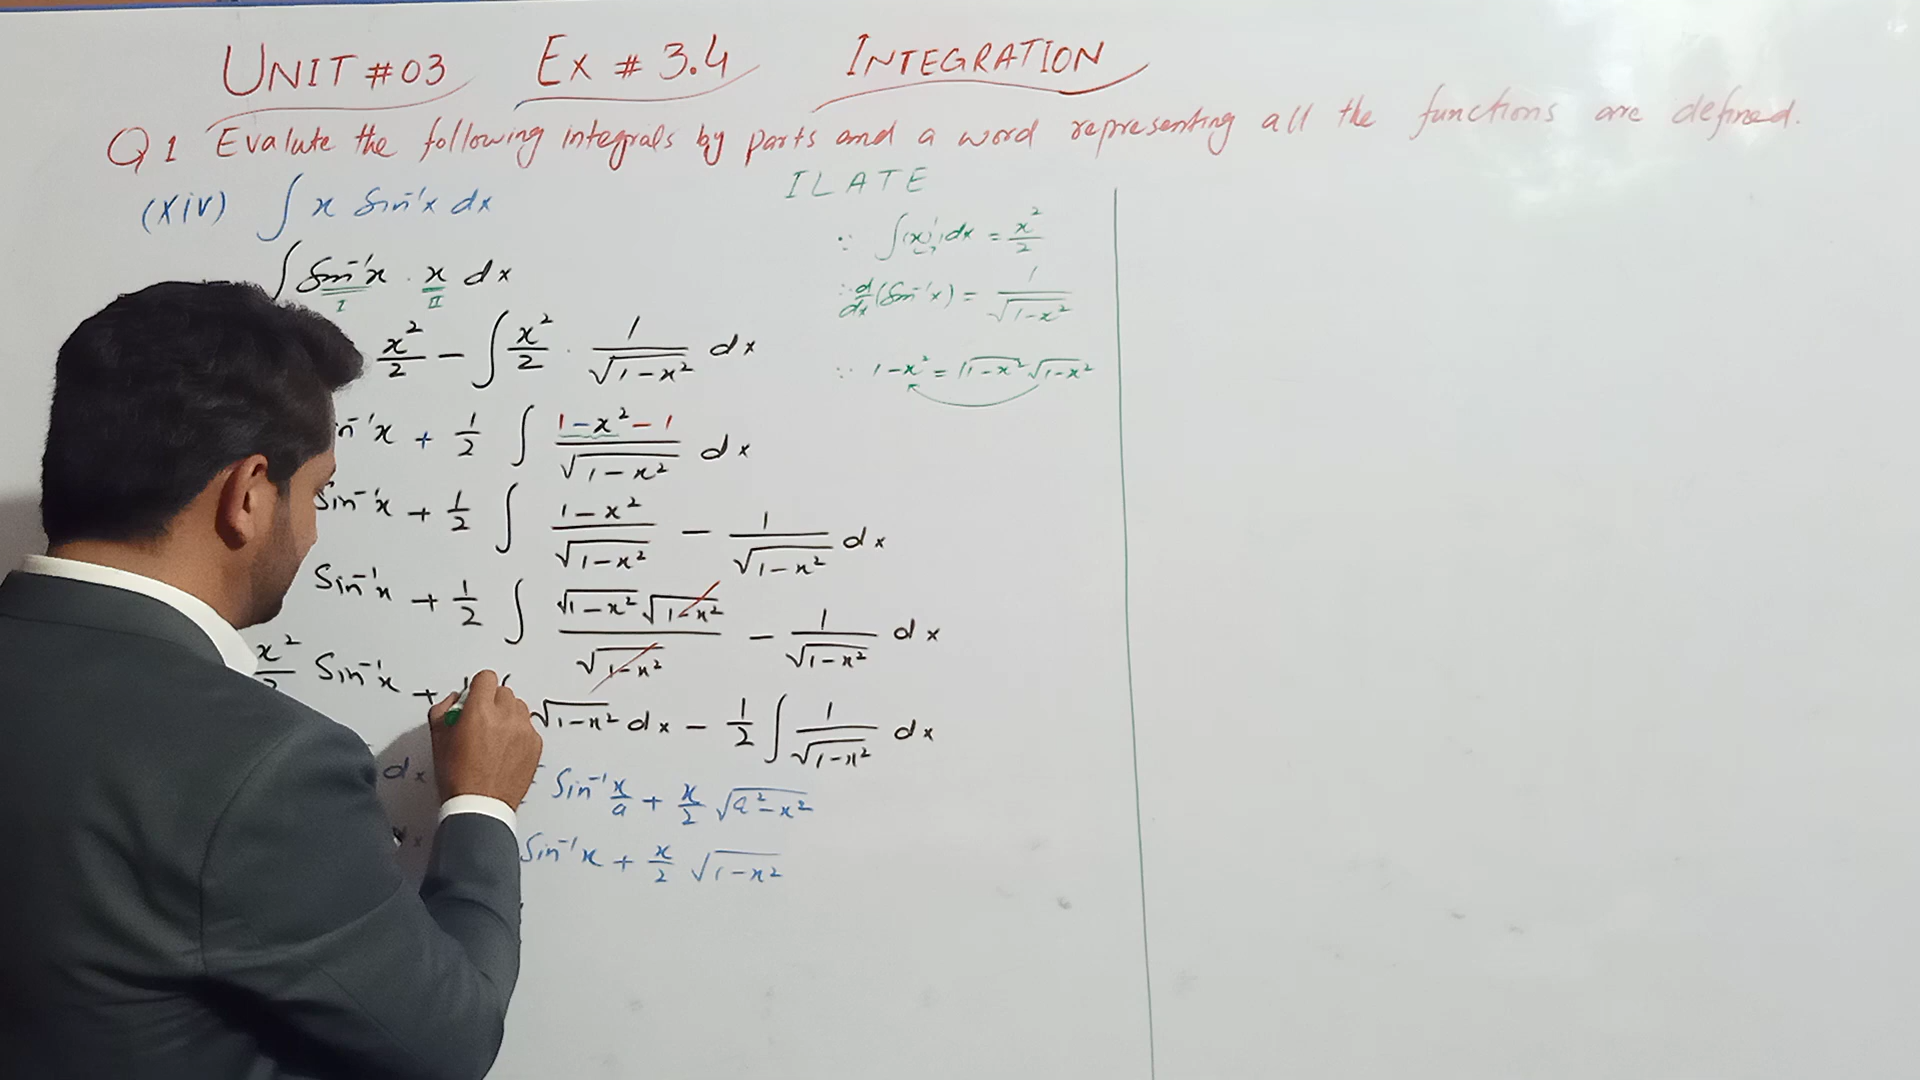 UNIT #03 EX # 3.4 INTEGRATION
Q1 Evalute the following integrals by parts and a word representing all the functions are defined.
(xiv) ∫ x Sin⁻¹x dx
ILATE
∫ Sin⁻¹x · x dx
I II
x²/2 − ∫ x²/2 · 1/√(1−x²) dx
n⁻¹x + 1/2 ∫ (1−x²−1)/√(1−x²) dx
Sin⁻¹x + 1/2 ∫ (1−x²)/√(1−x²) − 1/√(1−x²) dx
Sin⁻¹x + 1/2 ∫ √(1−x²)√(1−x²)/√(1−x²) − 1/√(1−x²) dx
x²/2 Sin⁻¹x + √(1−x²) dx − 1/2 ∫ 1/√(1−x²) dx
dx Sin⁻¹ x/a + x/2 √(a²−x²)
Sin⁻¹x + x/2 √(1−x²)
∵ ∫(x)¹dx = x²/2
∵ d/dx (Sin⁻¹x) = 1/√(1−x²)
∵ 1−x² = √(1−x²)√(1−x²)